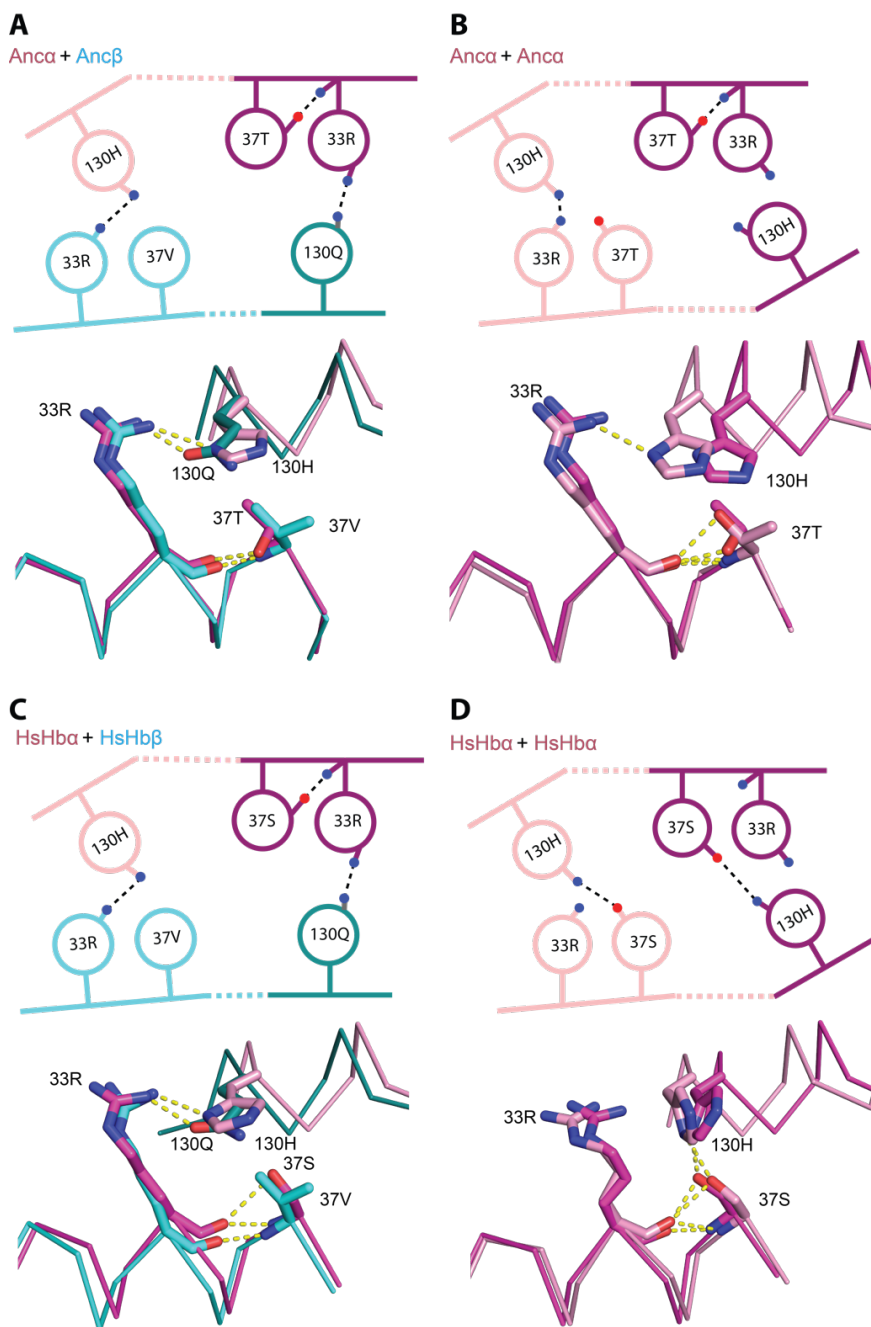 A
Ancα + Ancβ
130H
37T
33R
33R
37V
130Q
33R
130Q
130H
37T
37V
B
Ancα + Ancα
130H
37T
33R
33R
37T
130H
33R
130H
37T
C
HsHbα + HsHbβ
130H
37S
33R
33R
37V
130Q
33R
130Q
130H
37S
37V
D
HsHbα + HsHbα
130H
37S
33R
33R
37S
130H
33R
130H
37S